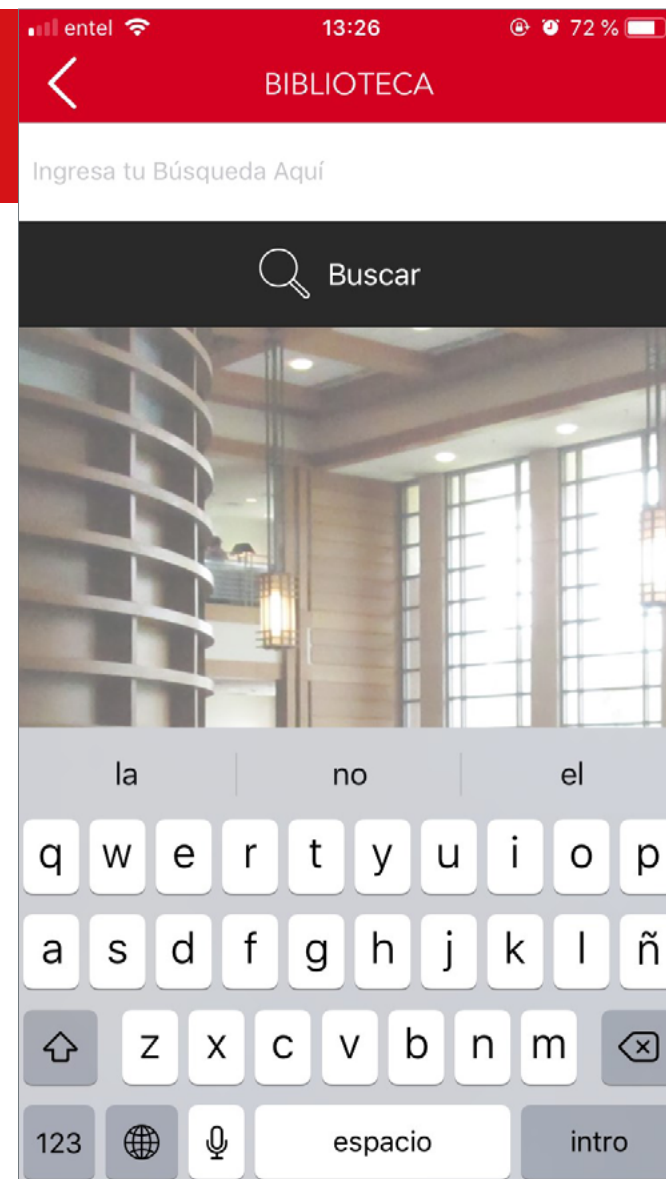 entel 13:26 72 %
BIBLIOTECA
Ingresa tu Búsqueda Aquí
Buscar
la no el
q w e r t y u i o p
a s d f g h j k l ñ
z x c v b n m
123 espacio intro